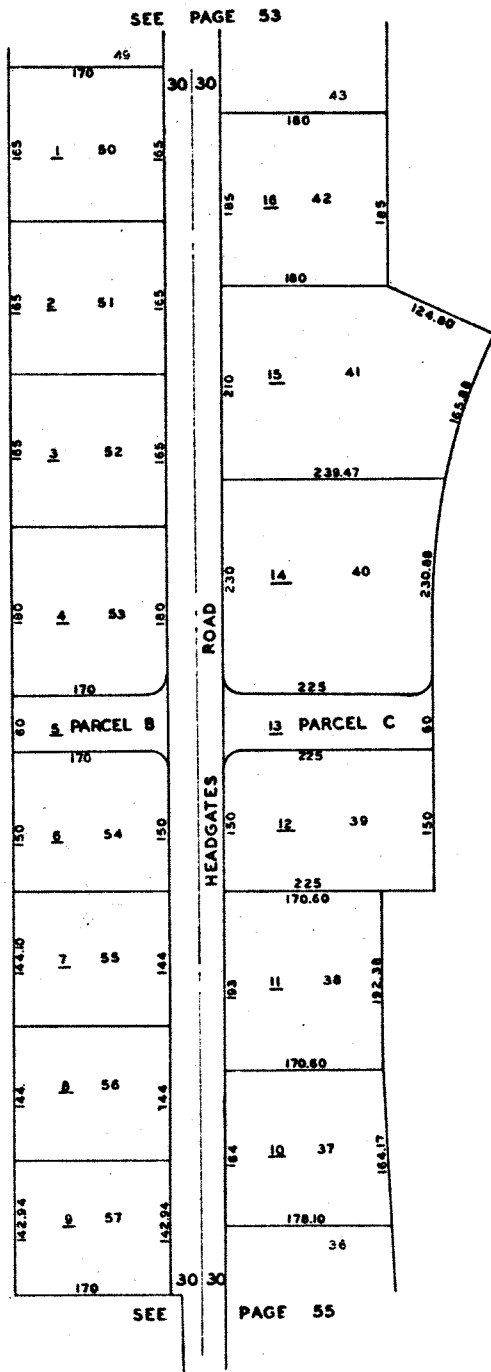 SEE PAGE 53
49
170
30 30
43
180
165 1 50 165
185 16 42 185
180
165 2 51 165
124.80
210 15 41 165.88
165 3 52 165
239.47
230 14 40 230.88
180 4 53 180
HEADGATES ROAD
170
225
60 5 PARCEL B
13 PARCEL C 60
170
225
150 6 54 150
150 12 39 150
225
170.60
144.10 7 55 144
193 11 38 192.38
170.60
144 8 56 144
164 10 37 164.17
142.94 9 57 142.94
178.10
36
170
30 30
SEE PAGE 55